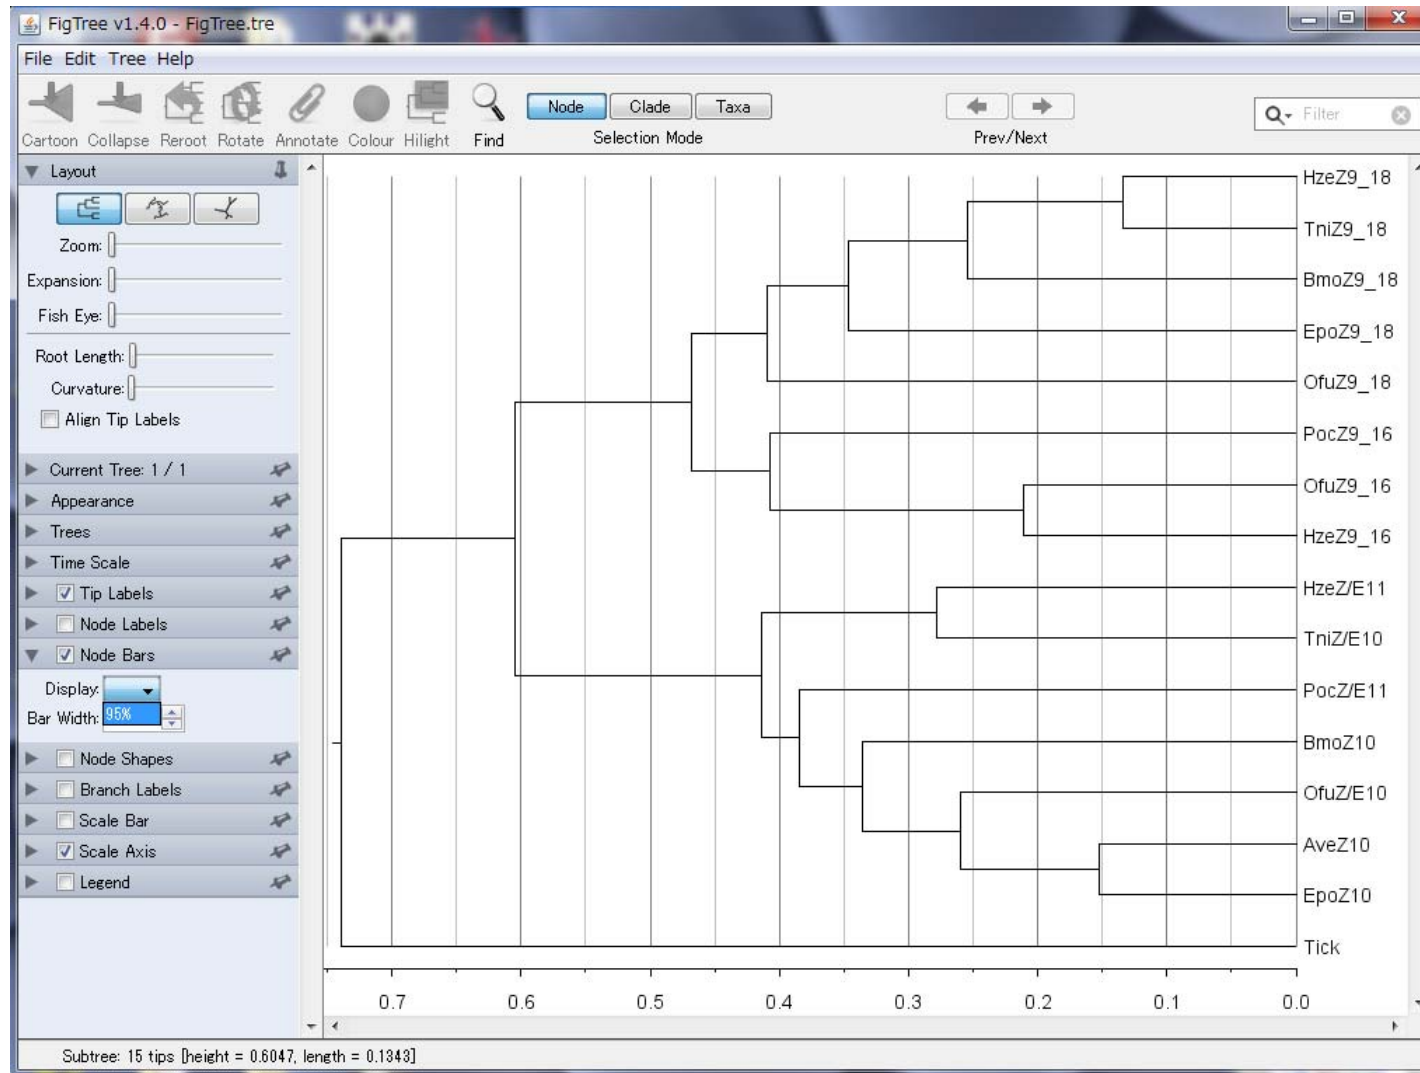 FigTree v1.4.0 - FigTree.tre
File Edit Tree Help
Cartoon Collapse Reroot Rotate Annotate Colour Hilight Find
Node Clade Taxa
Selection Mode
Prev/Next
Filter
Layout
Zoom:
Expansion:
Fish Eye:
Root Length:
Curvature:
Align Tip Labels
Current Tree: 1 / 1
Appearance
Trees
Time Scale
Tip Labels
Node Labels
Node Bars
Display:
Bar Width: 95%
Node Shapes
Branch Labels
Scale Bar
Scale Axis
Legend
HzeZ9_18
TniZ9_18
BmoZ9_18
EpoZ9_18
OfuZ9_18
PocZ9_16
OfuZ9_16
HzeZ9_16
HzeZ/E11
TniZ/E10
PocZ/E11
BmoZ10
OfuZ/E10
AveZ10
EpoZ10
Tick
0.7 0.6 0.5 0.4 0.3 0.2 0.1 0.0
Subtree: 15 tips [height = 0.6047, length = 0.1343]